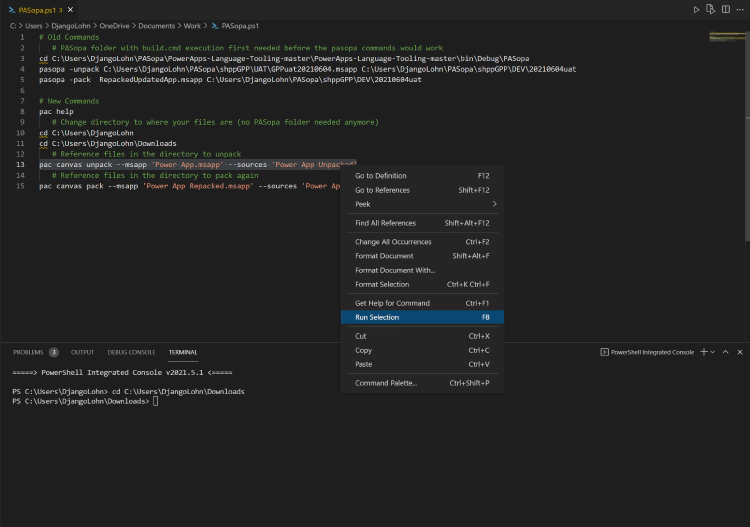 PASopa.ps1 3
C: > Users > DjangoLohn > OneDrive > Documents > Work > PASopa.ps1
1 # Old Commands
2 # PASopa folder with build.cmd execution first needed before the pasopa commands would work
3 cd C:\Users\DjangoLohn\PASopa\PowerApps-Language-Tooling-master\PowerApps-Language-Tooling-master\bin\Debug\PASopa
4 pasopa -unpack C:\Users\DjangoLohn\PASopa\shppGPP\UAT\GPPuat20210604.msapp C:\Users\DjangoLohn\PASopa\shppGPP\DEV\20210604uat
5 pasopa -pack  RepackedUpdatedApp.msapp C:\Users\DjangoLohn\PASopa\shppGPP\DEV\20210604uat
6
7 # New Commands
8 pac help
9 # Change directory to where your files are (no PASopa folder needed anymore)
10 cd C:\Users\DjangoLohn
11 cd C:\Users\DjangoLohn\Downloads
12 # Reference files in the directory to unpack
13 pac canvas unpack --msapp 'Power App.msapp' --sources 'Power App Unpacked'
14 # Reference files in the directory to pack again
15 pac canvas pack --msapp 'Power App Repacked.msapp' --sources 'Power Ap
Go to Definition F12
Go to References Shift+F12
Peek
Find All References Shift+Alt+F12
Change All Occurrences Ctrl+F2
Format Document Shift+Alt+F
Format Document With...
Format Selection Ctrl+K Ctrl+F
Get Help for Command Ctrl+F1
Run Selection F8
Cut Ctrl+X
Copy Ctrl+C
Paste Ctrl+V
Command Palette... Ctrl+Shift+P
PROBLEMS 3 OUTPUT DEBUG CONSOLE TERMINAL PowerShell Integrated Console
=====> PowerShell Integrated Console v2021.5.1 <=====
PS C:\Users\DjangoLohn> cd C:\Users\DjangoLohn\Downloads
PS C:\Users\DjangoLohn\Downloads>